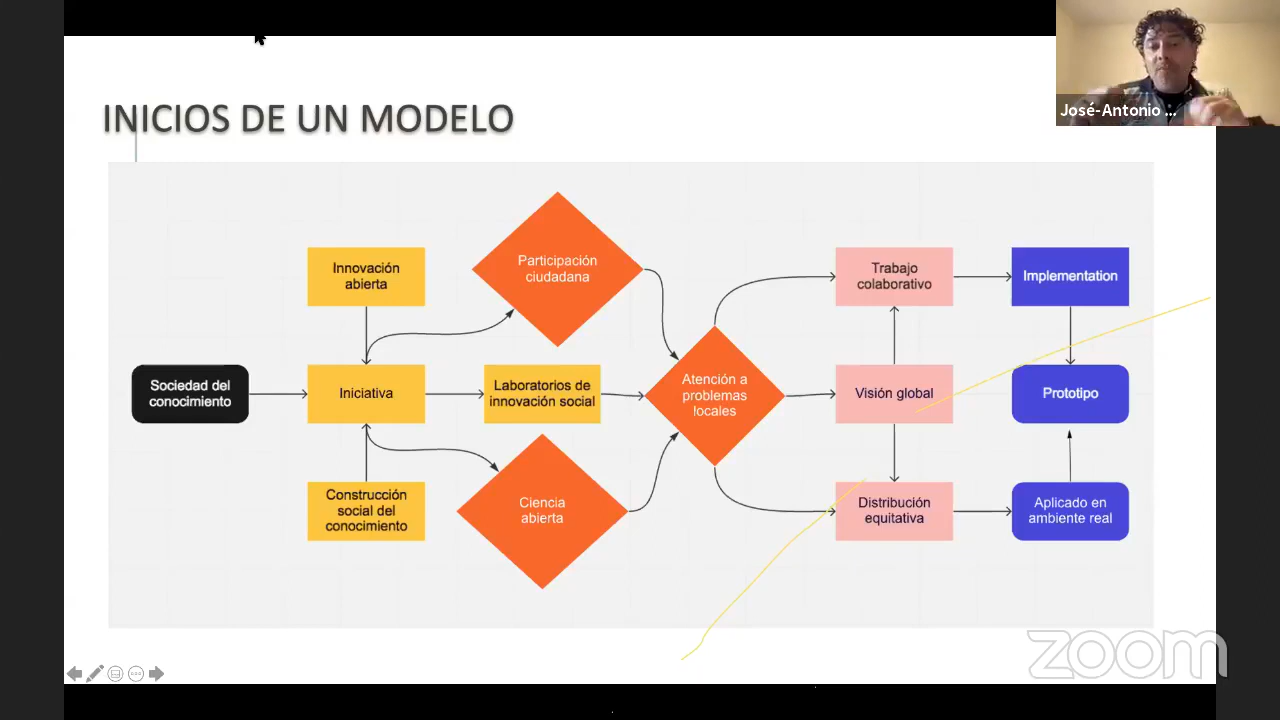 INICIOS DE UN MODELO
José-Antonio ...
Sociedad del
conocimiento
Innovación
abierta
Iniciativa
Construcción
social del
conocimiento
Participación
ciudadana
Laboratorios de
innovación social
Ciencia
abierta
Atención a
problemas
locales
Trabajo
colaborativo
Visión global
Distribución
equitativa
Implementation
Prototipo
Aplicado en
ambiente real
zoom